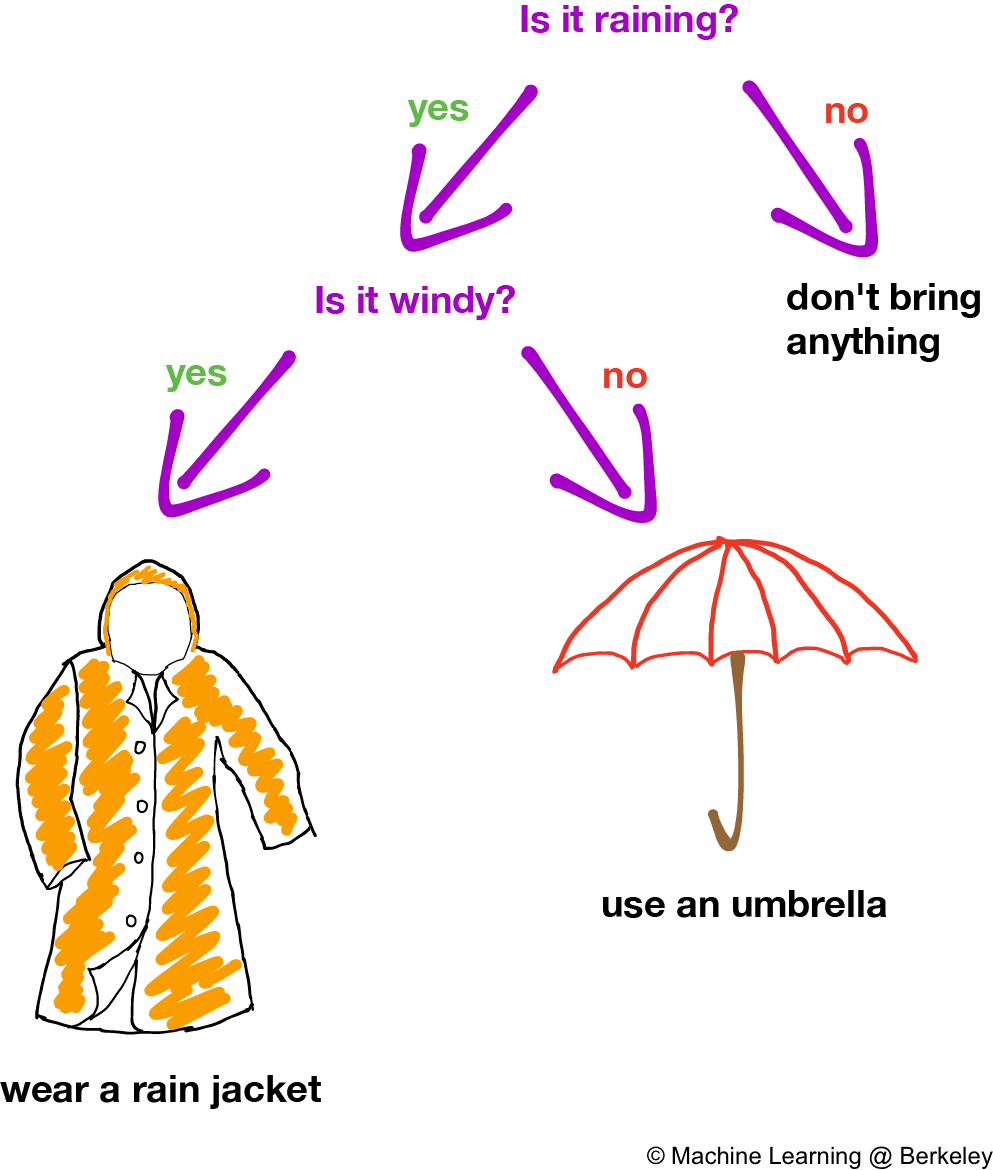 Is it raining?
yes
no
Is it windy?
don't bring
anything
yes
no
use an umbrella
wear a rain jacket
© Machine Learning @ Berkeley